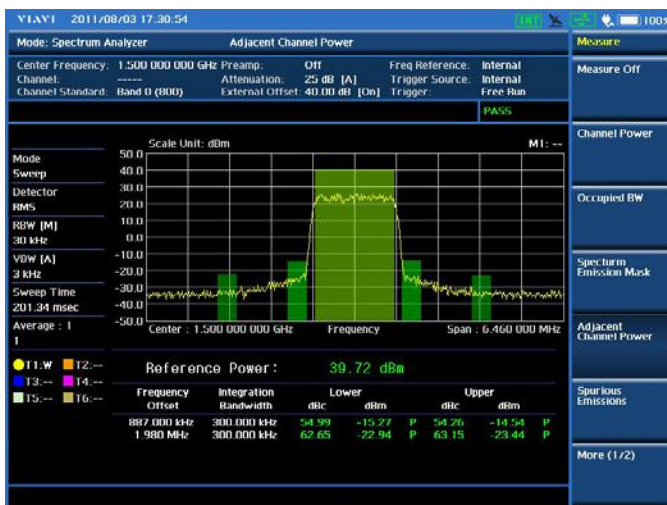 VIAVI 2011/08/03 17:30:54 INT 100%
Mode: Spectrum Analyzer Adjacent Channel Power
Center Frequency: 1.500 000 000 GHz Preamp: Off Freq Reference: Internal
Channel: ----- Attenuation: 25 dB [A] Trigger Source: Internal
Channel Standard: Band 0 (800) External Offset: 40.00 dB [On] Trigger: Free Run
PASS
Scale Unit: dBm M1: --
50.0
40.0
30.0
20.0
10.0
0.0
-10.0
-20.0
-30.0
-40.0
-50.0
Center : 1.500 000 000 GHz Frequency Span : 6.460 000 MHz
Mode
Sweep
Detector
RMS
RBW [M]
30 kHz
VBW [A]
3 kHz
Sweep Time
201.34 msec
Average : 1
1
T1:W T2:--
T3:-- T4:--
T5:-- T6:--
Reference Power: 39.72 dBm
Frequency Integration Lower Upper
Offset Bandwidth dBc dBm dBc dBm
887.000 kHz 300.000 kHz 54.99 -15.27 P 54.26 -14.54 P
1.980 MHz 300.000 kHz 62.65 -22.94 P 63.15 -23.44 P
Measure
Measure Off
Channel Power
Occupied BW
Specturm
Emission Mask
Adjacent
Channel Power
Spurious
Emissions
More (1/2)